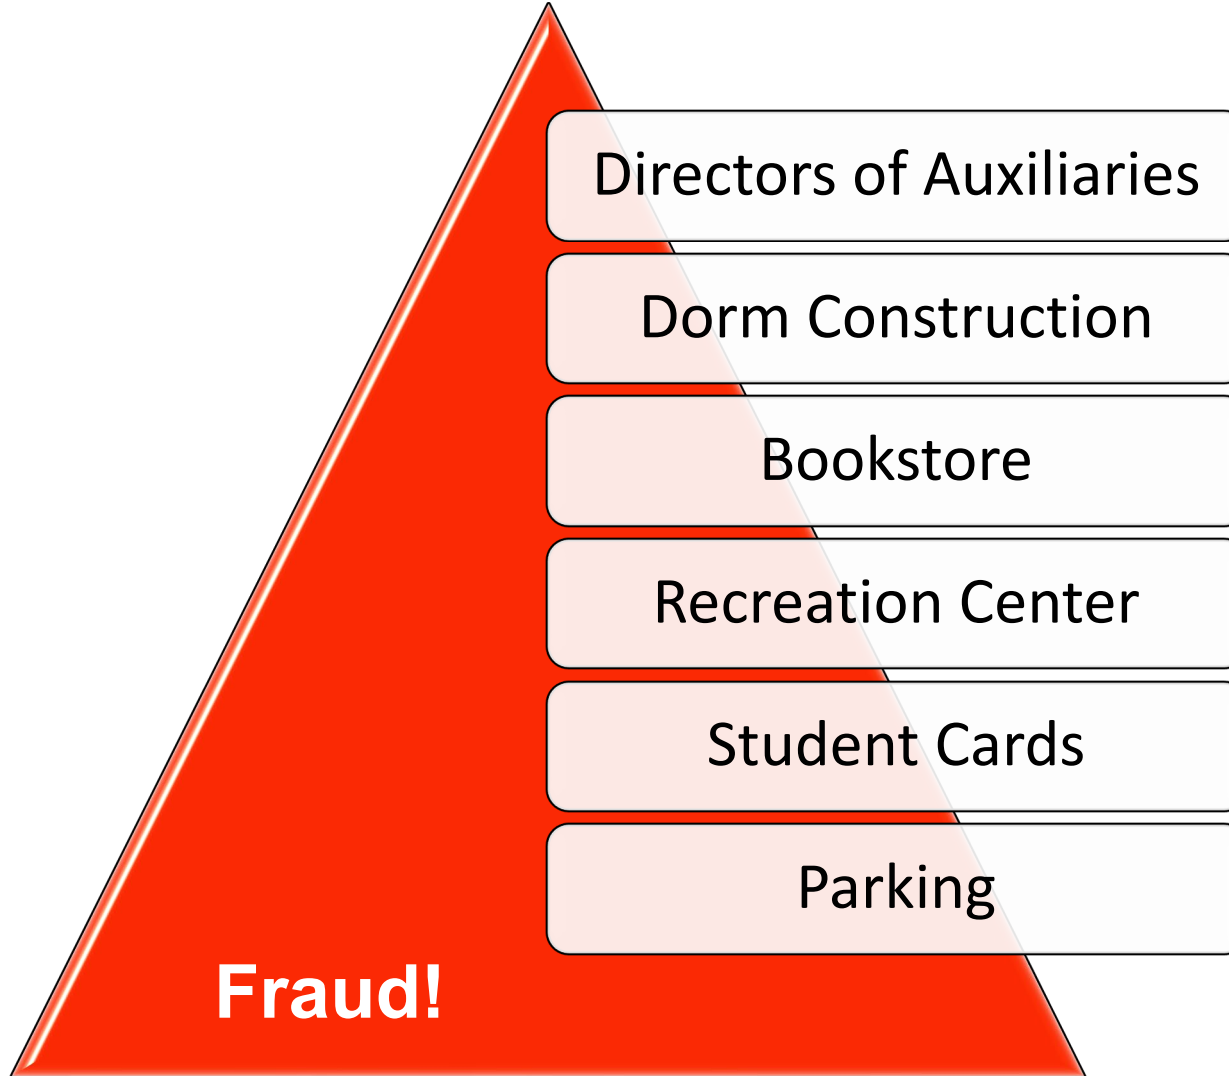 Directors of Auxiliaries
Dorm Construction
Bookstore
Recreation Center
Student Cards
Parking
Fraud!